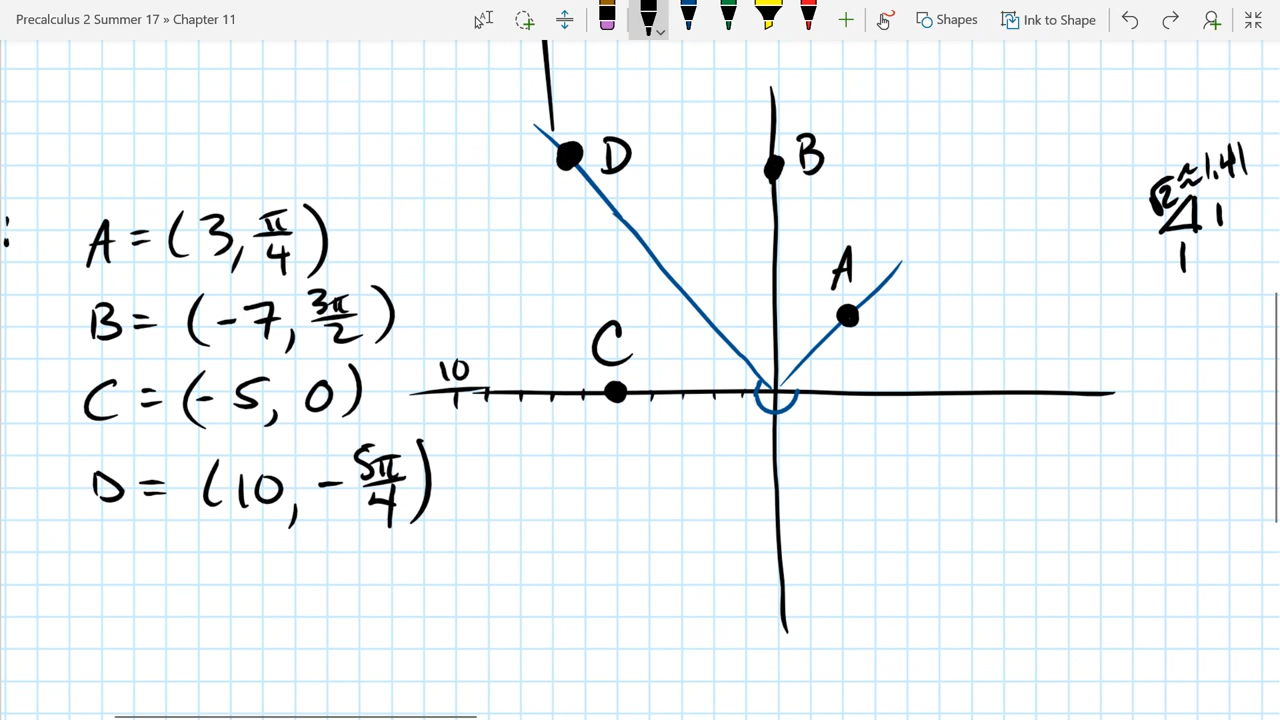 Precalculus 2 Summer 17 » Chapter 11
Shapes
Ink to Shape
D
B
√2 ≈ 1.41
1
1
: A = (3, π/4)
A
B = (-7, 3π/2)
C
C = (-5, 0)
10
D = (10, -5π/4)